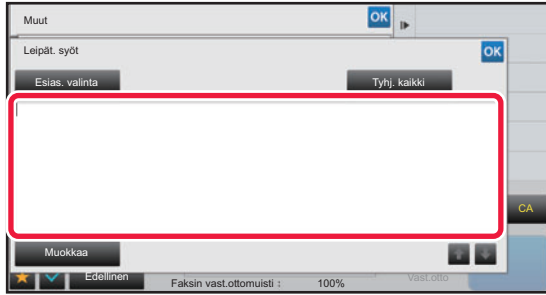 Muut OK
Leipät. syöt OK
Esias. valinta Tyhj. kaikki
CA
Muokkaa
Edellinen
Faksin vast.ottomuisti : 100% Vast.otto